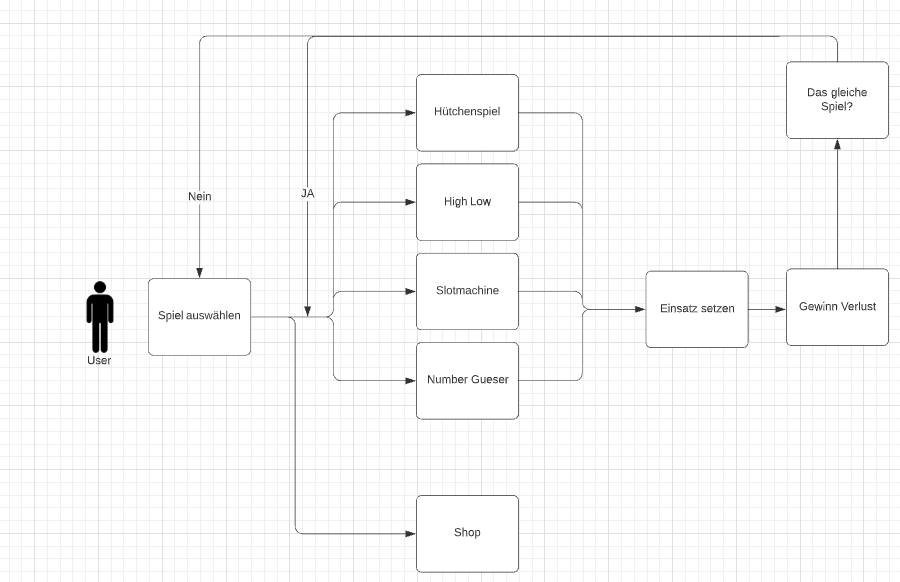 Das gleiche
Spiel?
Hütchenspiel
Nein
JA
High Low
Slotmachine
Spiel auswählen
Einsatz setzen
Gewinn Verlust
User
Number Gueser
Shop